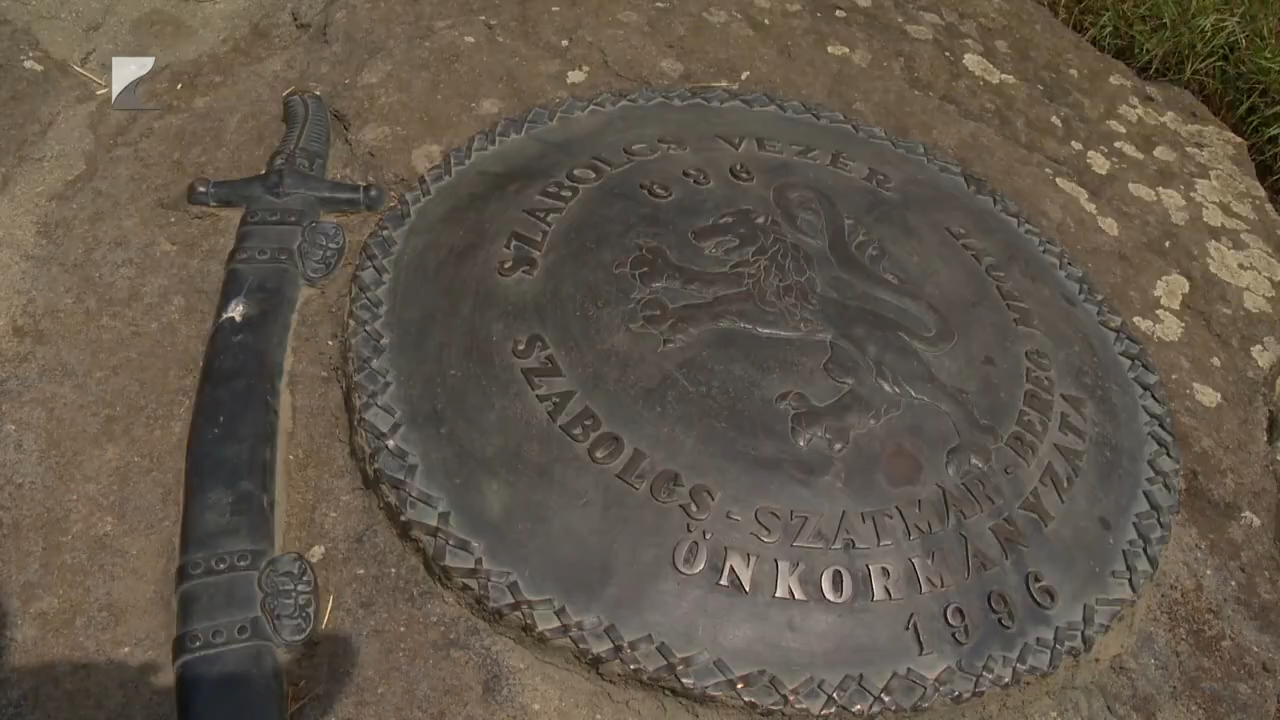 SZABOLCS VEZÉR
896
SZABOLCS-SZATMÁR-BEREG
ÖNKORMÁNYZATA
1996